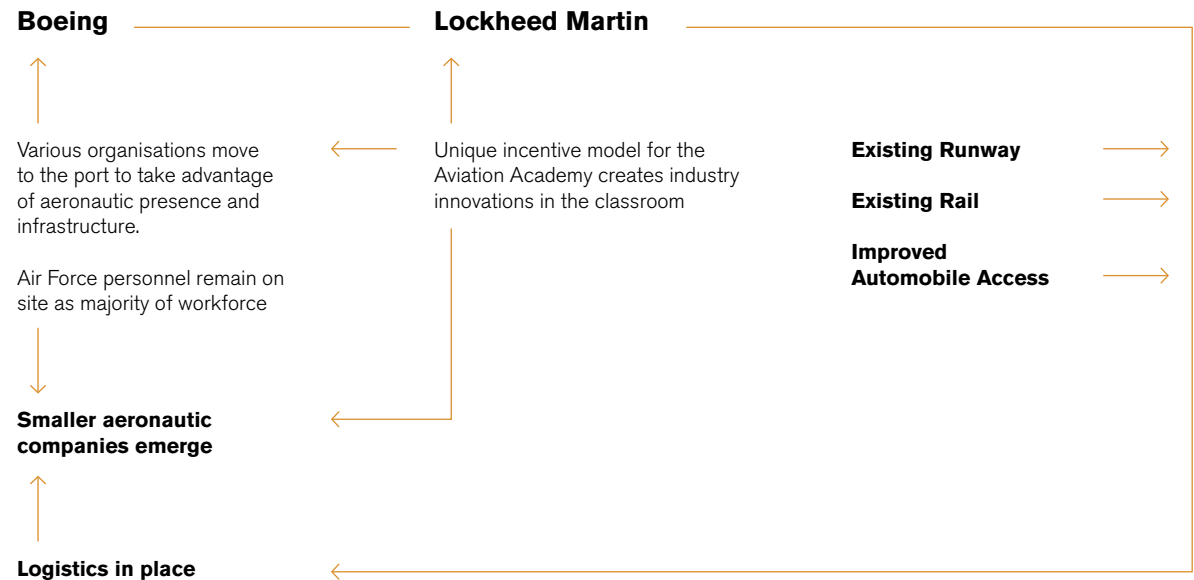 Boeing
Lockheed Martin
Various organisations move
to the port to take advantage
of aeronautic presence and
infrastructure.
Air Force personnel remain on
site as majority of workforce
Unique incentive model for the
Aviation Academy creates industry
innovations in the classroom
Existing Runway
Existing Rail
Improved
Automobile Access
Smaller aeronautic
companies emerge
Logistics in place